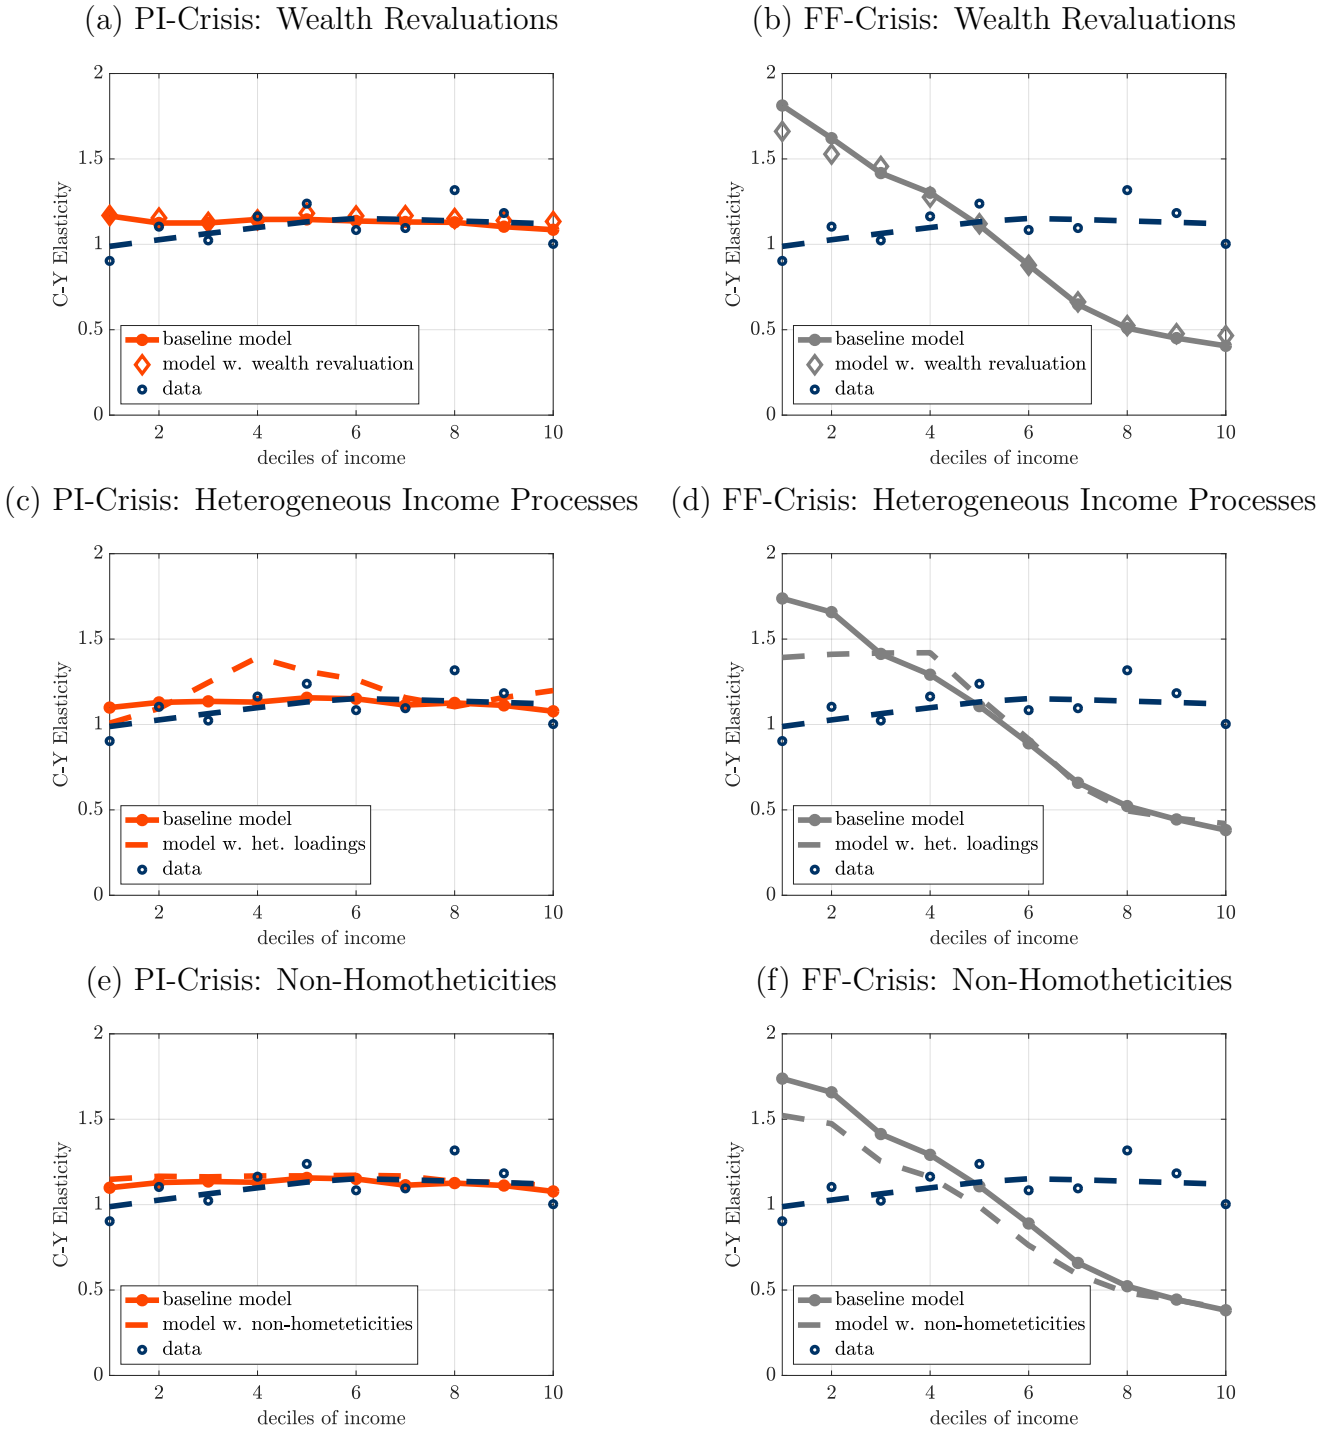 (a) PI-Crisis: Wealth Revaluations
C-Y Elasticity
2
1.5
1
0.5
0
baseline model
model w. wealth revaluation
data
2 4 6 8 10
deciles of income
(b) FF-Crisis: Wealth Revaluations
C-Y Elasticity
2
1.5
1
0.5
0
baseline model
model w. wealth revaluation
data
2 4 6 8 10
deciles of income
(c) PI-Crisis: Heterogeneous Income Processes
C-Y Elasticity
2
1.5
1
0.5
0
baseline model
model w. het. loadings
data
2 4 6 8 10
deciles of income
(d) FF-Crisis: Heterogeneous Income Processes
C-Y Elasticity
2
1.5
1
0.5
0
baseline model
model w. het. loadings
data
2 4 6 8 10
deciles of income
(e) PI-Crisis: Non-Homotheticities
C-Y Elasticity
2
1.5
1
0.5
0
baseline model
model w. non-hometeticities
data
2 4 6 8 10
deciles of income
(f) FF-Crisis: Non-Homotheticities
C-Y Elasticity
2
1.5
1
0.5
0
baseline model
model w. non-hometeticities
data
2 4 6 8 10
deciles of income